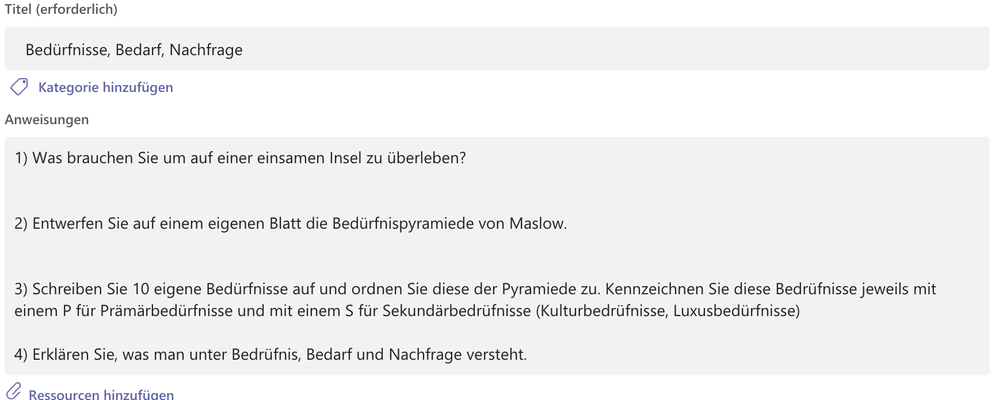 Titel (erforderlich)
Bedürfnisse, Bedarf, Nachfrage
Kategorie hinzufügen
Anweisungen
1) Was brauchen Sie um auf einer einsamen Insel zu überleben?
2) Entwerfen Sie auf einem eigenen Blatt die Bedürfnispyramiede von Maslow.
3) Schreiben Sie 10 eigene Bedürfnisse auf und ordnen Sie diese der Pyramiede zu. Kennzeichnen Sie diese Bedrüfnisse jeweils mit
einem P für Prämärbedürfnisse und mit einem S für Sekundärbedrüfnisse (Kulturbedrüfnisse, Luxusbedürfnisse)
4) Erklären Sie, was man unter Bedrüfnis, Bedarf und Nachfrage versteht.
Ressourcen hinzufügen